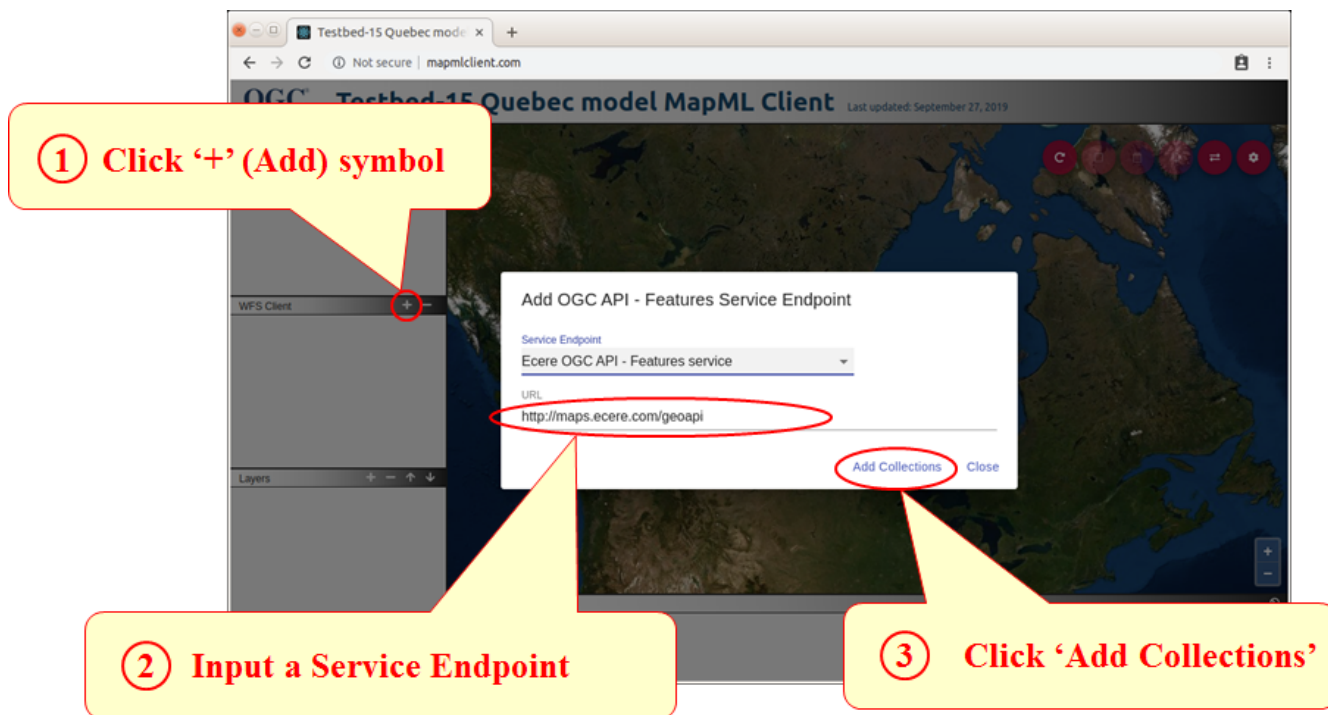 Testbed-15 Quebec mode
Not secure | mapmlclient.com
OGC
Testbed-15 Quebec model MapML Client Last updated: September 27, 2019
1 Click ‘+’ (Add) symbol
WFS Client + −
Add OGC API - Features Service Endpoint
Service Endpoint
Ecere OGC API - Features service
URL
http://maps.ecere.com/geoapi
Add Collections Close
Layers + − ↑ ↓
+
−
2 Input a Service Endpoint
3 Click ‘Add Collections’